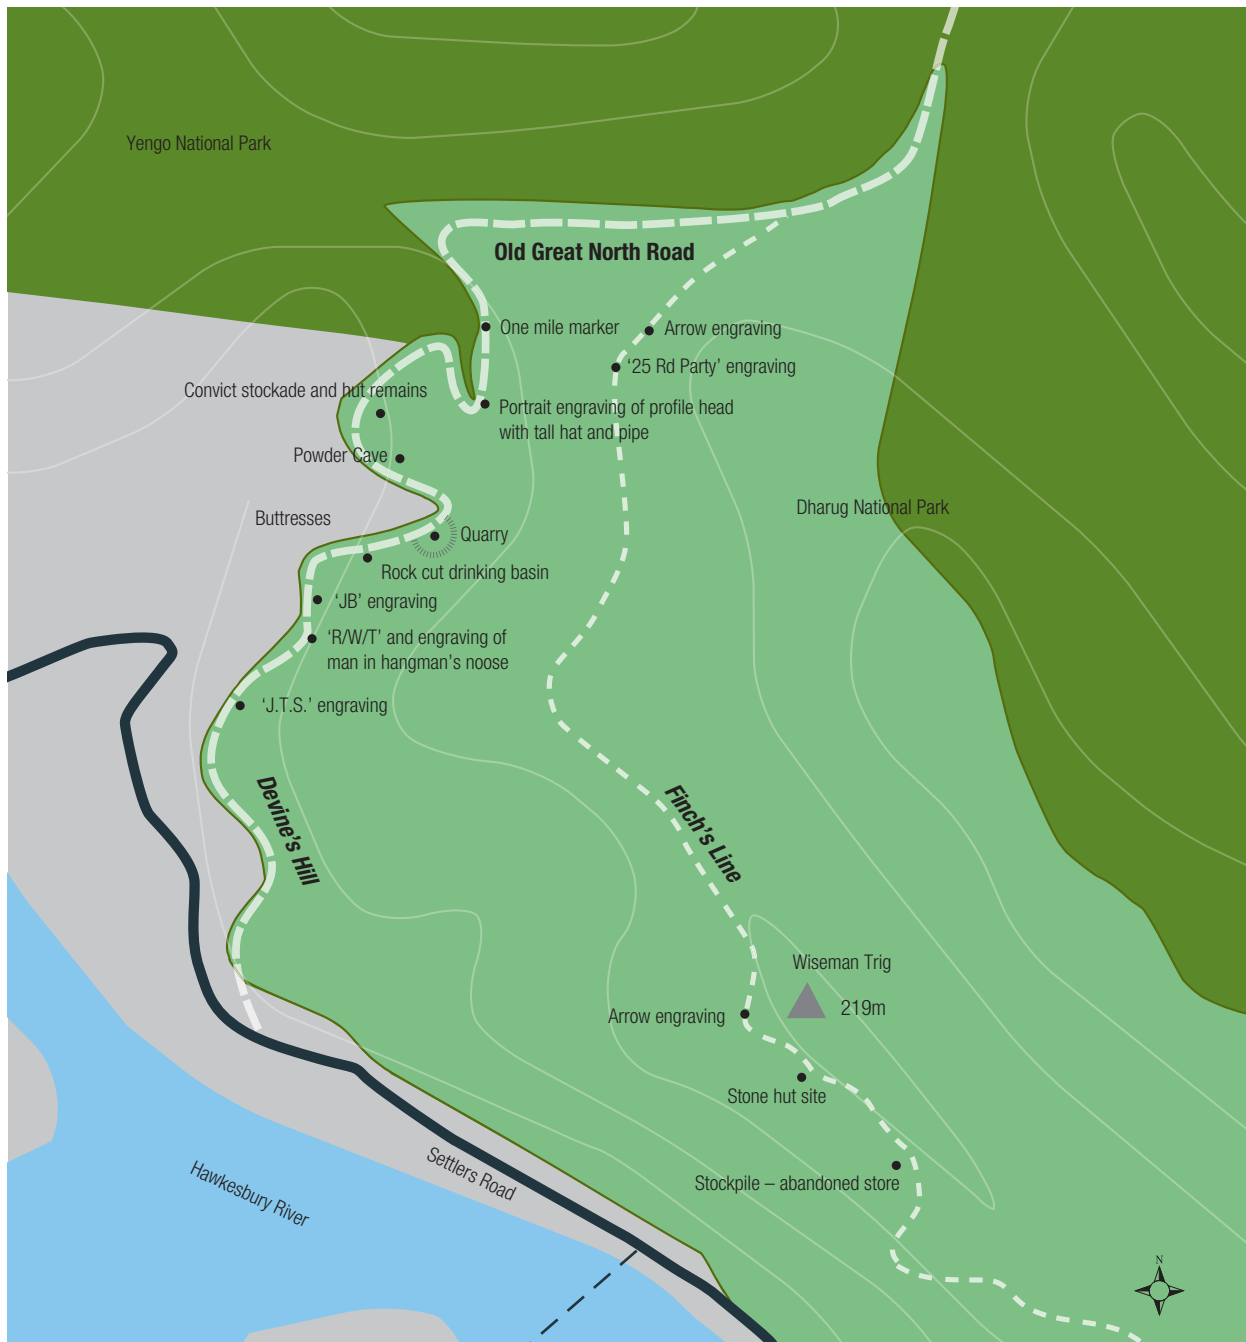 Yengo National Park
Old Great North Road
One mile marker
Arrow engraving
‘25 Rd Party’ engraving
Convict stockade and hut remains
Portrait engraving of profile head
with tall hat and pipe
Powder Cave
Dharug National Park
Buttresses
Quarry
Rock cut drinking basin
‘JB’ engraving
‘R/W/T’ and engraving of
man in hangman’s noose
‘J.T.S.’ engraving
Devine’s Hill
Finch’s Line
Wiseman Trig
219m
Arrow engraving
Stone hut site
Stockpile – abandoned store
Settlers Road
Hawkesbury River
N